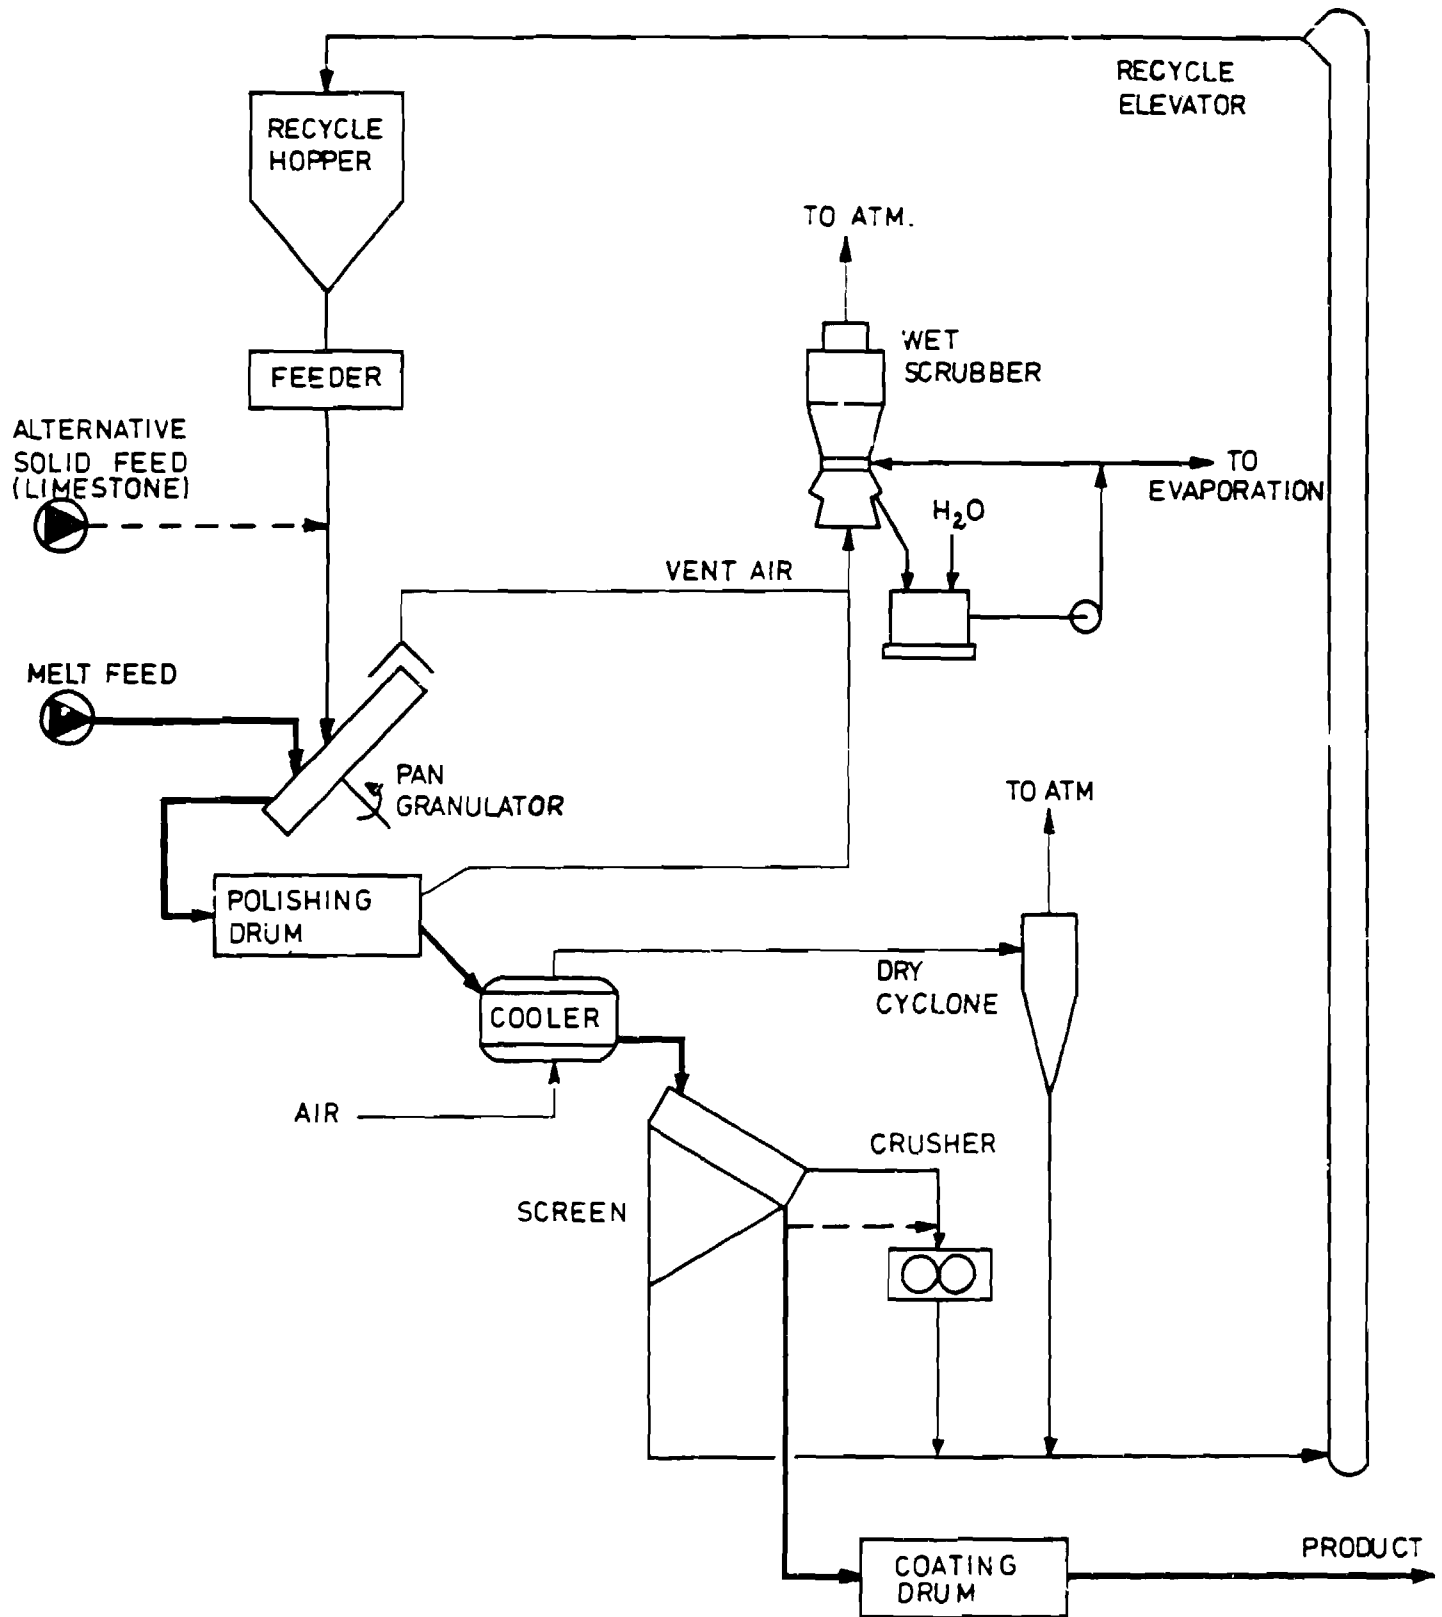 RECYCLE
ELEVATOR
RECYCLE
HOPPER
TO ATM.
WET
SCRUBBER
FEEDER
ALTERNATIVE
SOLID FEED
(LIMESTONE)
TO
EVAPORATION
H₂O
VENT AIR
MELT FEED
PAN
GRANULATOR
TO ATM
POLISHING
DRUM
DRY
CYCLONE
COOLER
AIR
CRUSHER
SCREEN
PRODUCT
COATING
DRUM